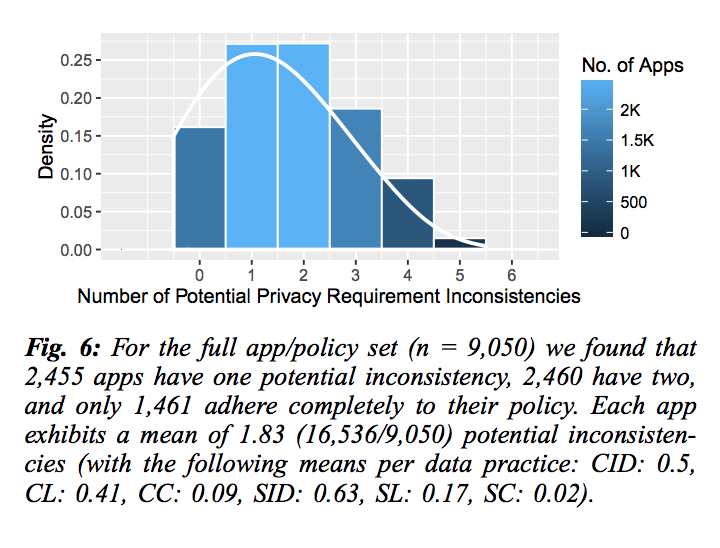 No. of Apps
0.25
0.20
0.15
0.10
0.05
0.00
Density
2K
1.5K
1K
500
0
0 1 2 3 4 5 6
Number of Potential Privacy Requirement Inconsistencies
Fig. 6: For the full app/policy set (n = 9,050) we found that
2,455 apps have one potential inconsistency, 2,460 have two,
and only 1,461 adhere completely to their policy. Each app
exhibits a mean of 1.83 (16,536/9,050) potential inconsisten-
cies (with the following means per data practice: CID: 0.5,
CL: 0.41, CC: 0.09, SID: 0.63, SL: 0.17, SC: 0.02).